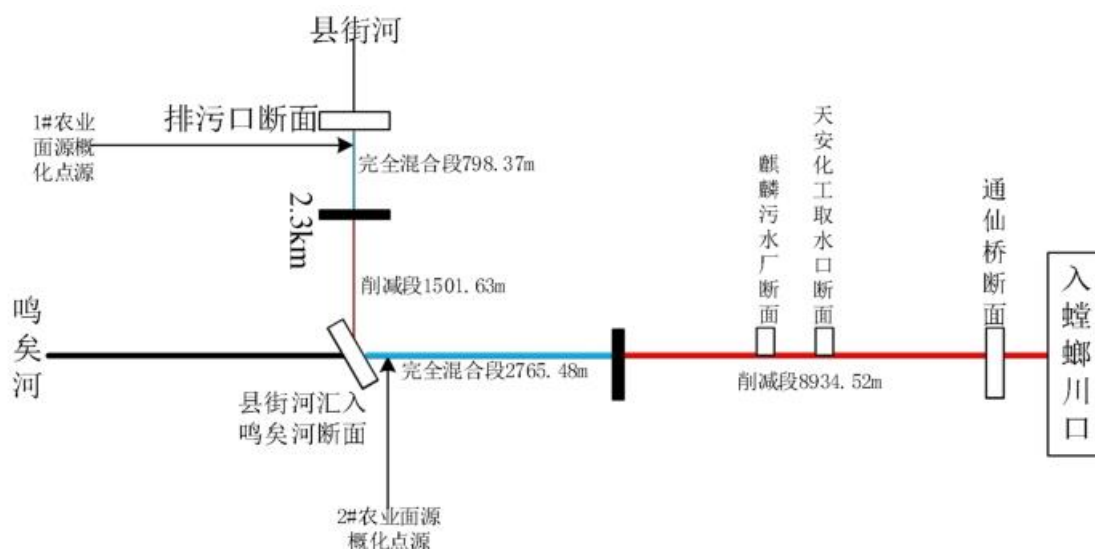 县街河
排污口断面
1#农业
面源概
化点源
完全混合段798.37m
2.3km
削减段1501.63m
鸣矣河
县街河汇入
鸣矣河断面
完全混合段2765.48m
2#农业面源
概化点源
麒麟污水厂断面
天安化工取水口断面
削减段8934.52m
通仙桥断面
入螳螂川口